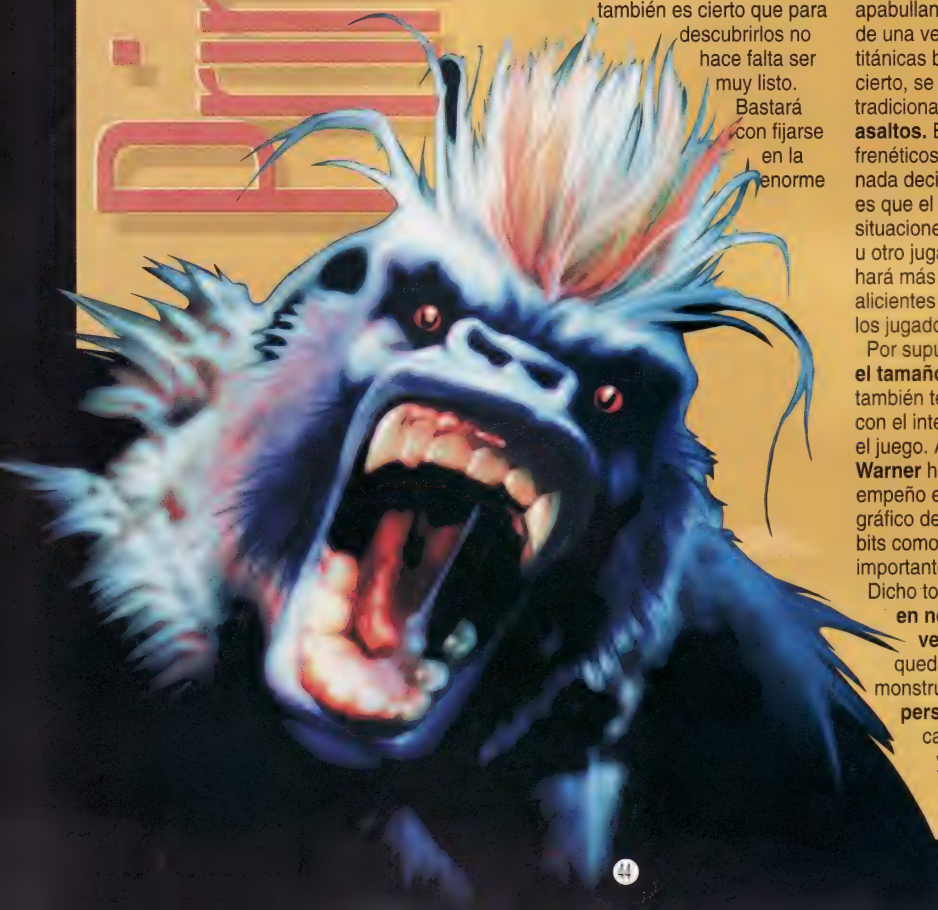 también es cierto que para
descubrirlos no
hace falta ser
muy listo.
Bastará
con fijarse
en la
enorme
apabullan
de una ve
titánicas b
cierto, se
tradiciona
asaltos. E
frenéticos
nada deci
es que el
situacione
u otro juga
hará más
alicientes
los jugado
Por supu
el tamaño
también te
con el inte
el juego. A
Warner h
empeño e
gráfico de
bits como
importante
Dicho to
en n
ve
qued
monstru
pers
ca
44